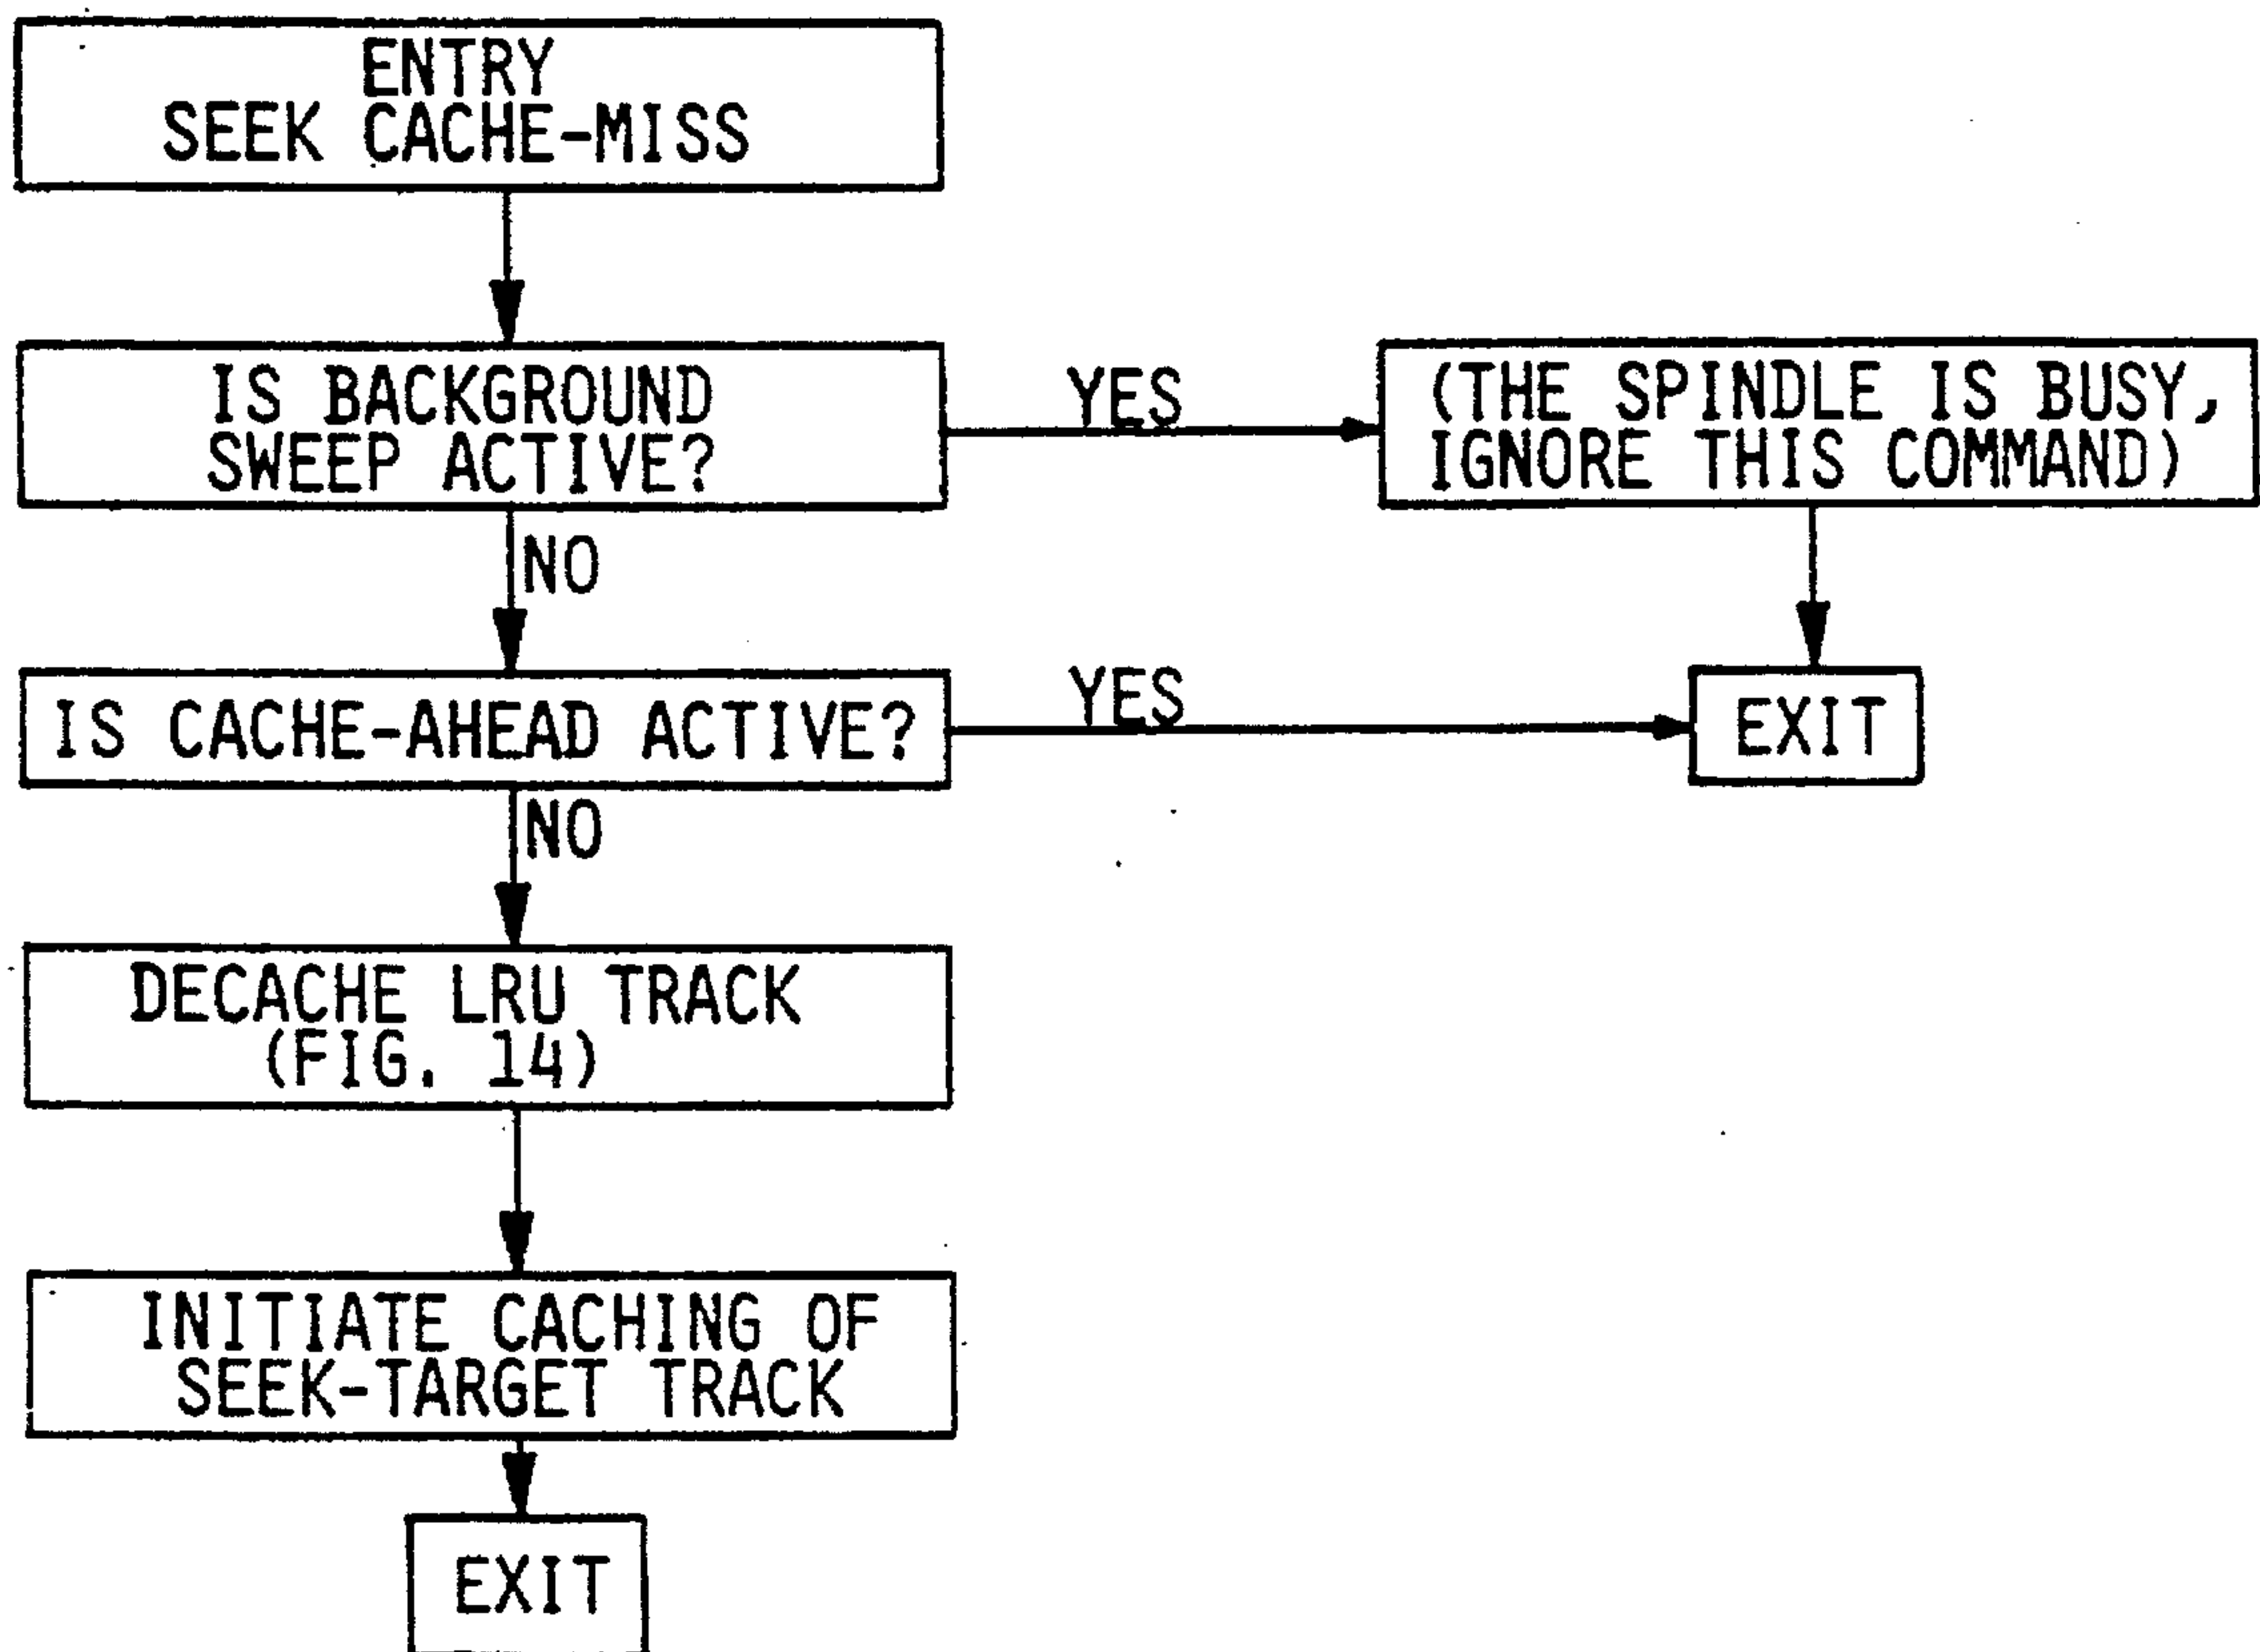 ENTRY
SEEK CACHE-MISS
IS BACKGROUND
SWEEP ACTIVE?
YES
(THE SPINDLE IS BUSY,
IGNORE THIS COMMAND)
NO
IS CACHE-AHEAD ACTIVE?
YES
EXIT
NO
DECACHE LRU TRACK
(FIG. 14)
INITIATE CACHING OF
SEEK-TARGET TRACK
EXIT